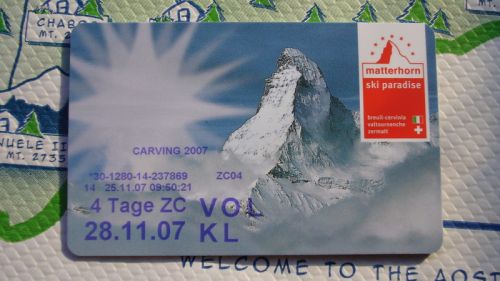 CHABO
MT. 27
matterhorn
ski paradise
breuil-cervinia
valtournenche
zermatt
NUELE II
MT. 2735
CARVING 2007
*30-1280-14-237869 ZC04
14 25.11.07 09:50:21
4 Tage ZC VOL
28.11.07 KL
WELCOME TO THE AOST